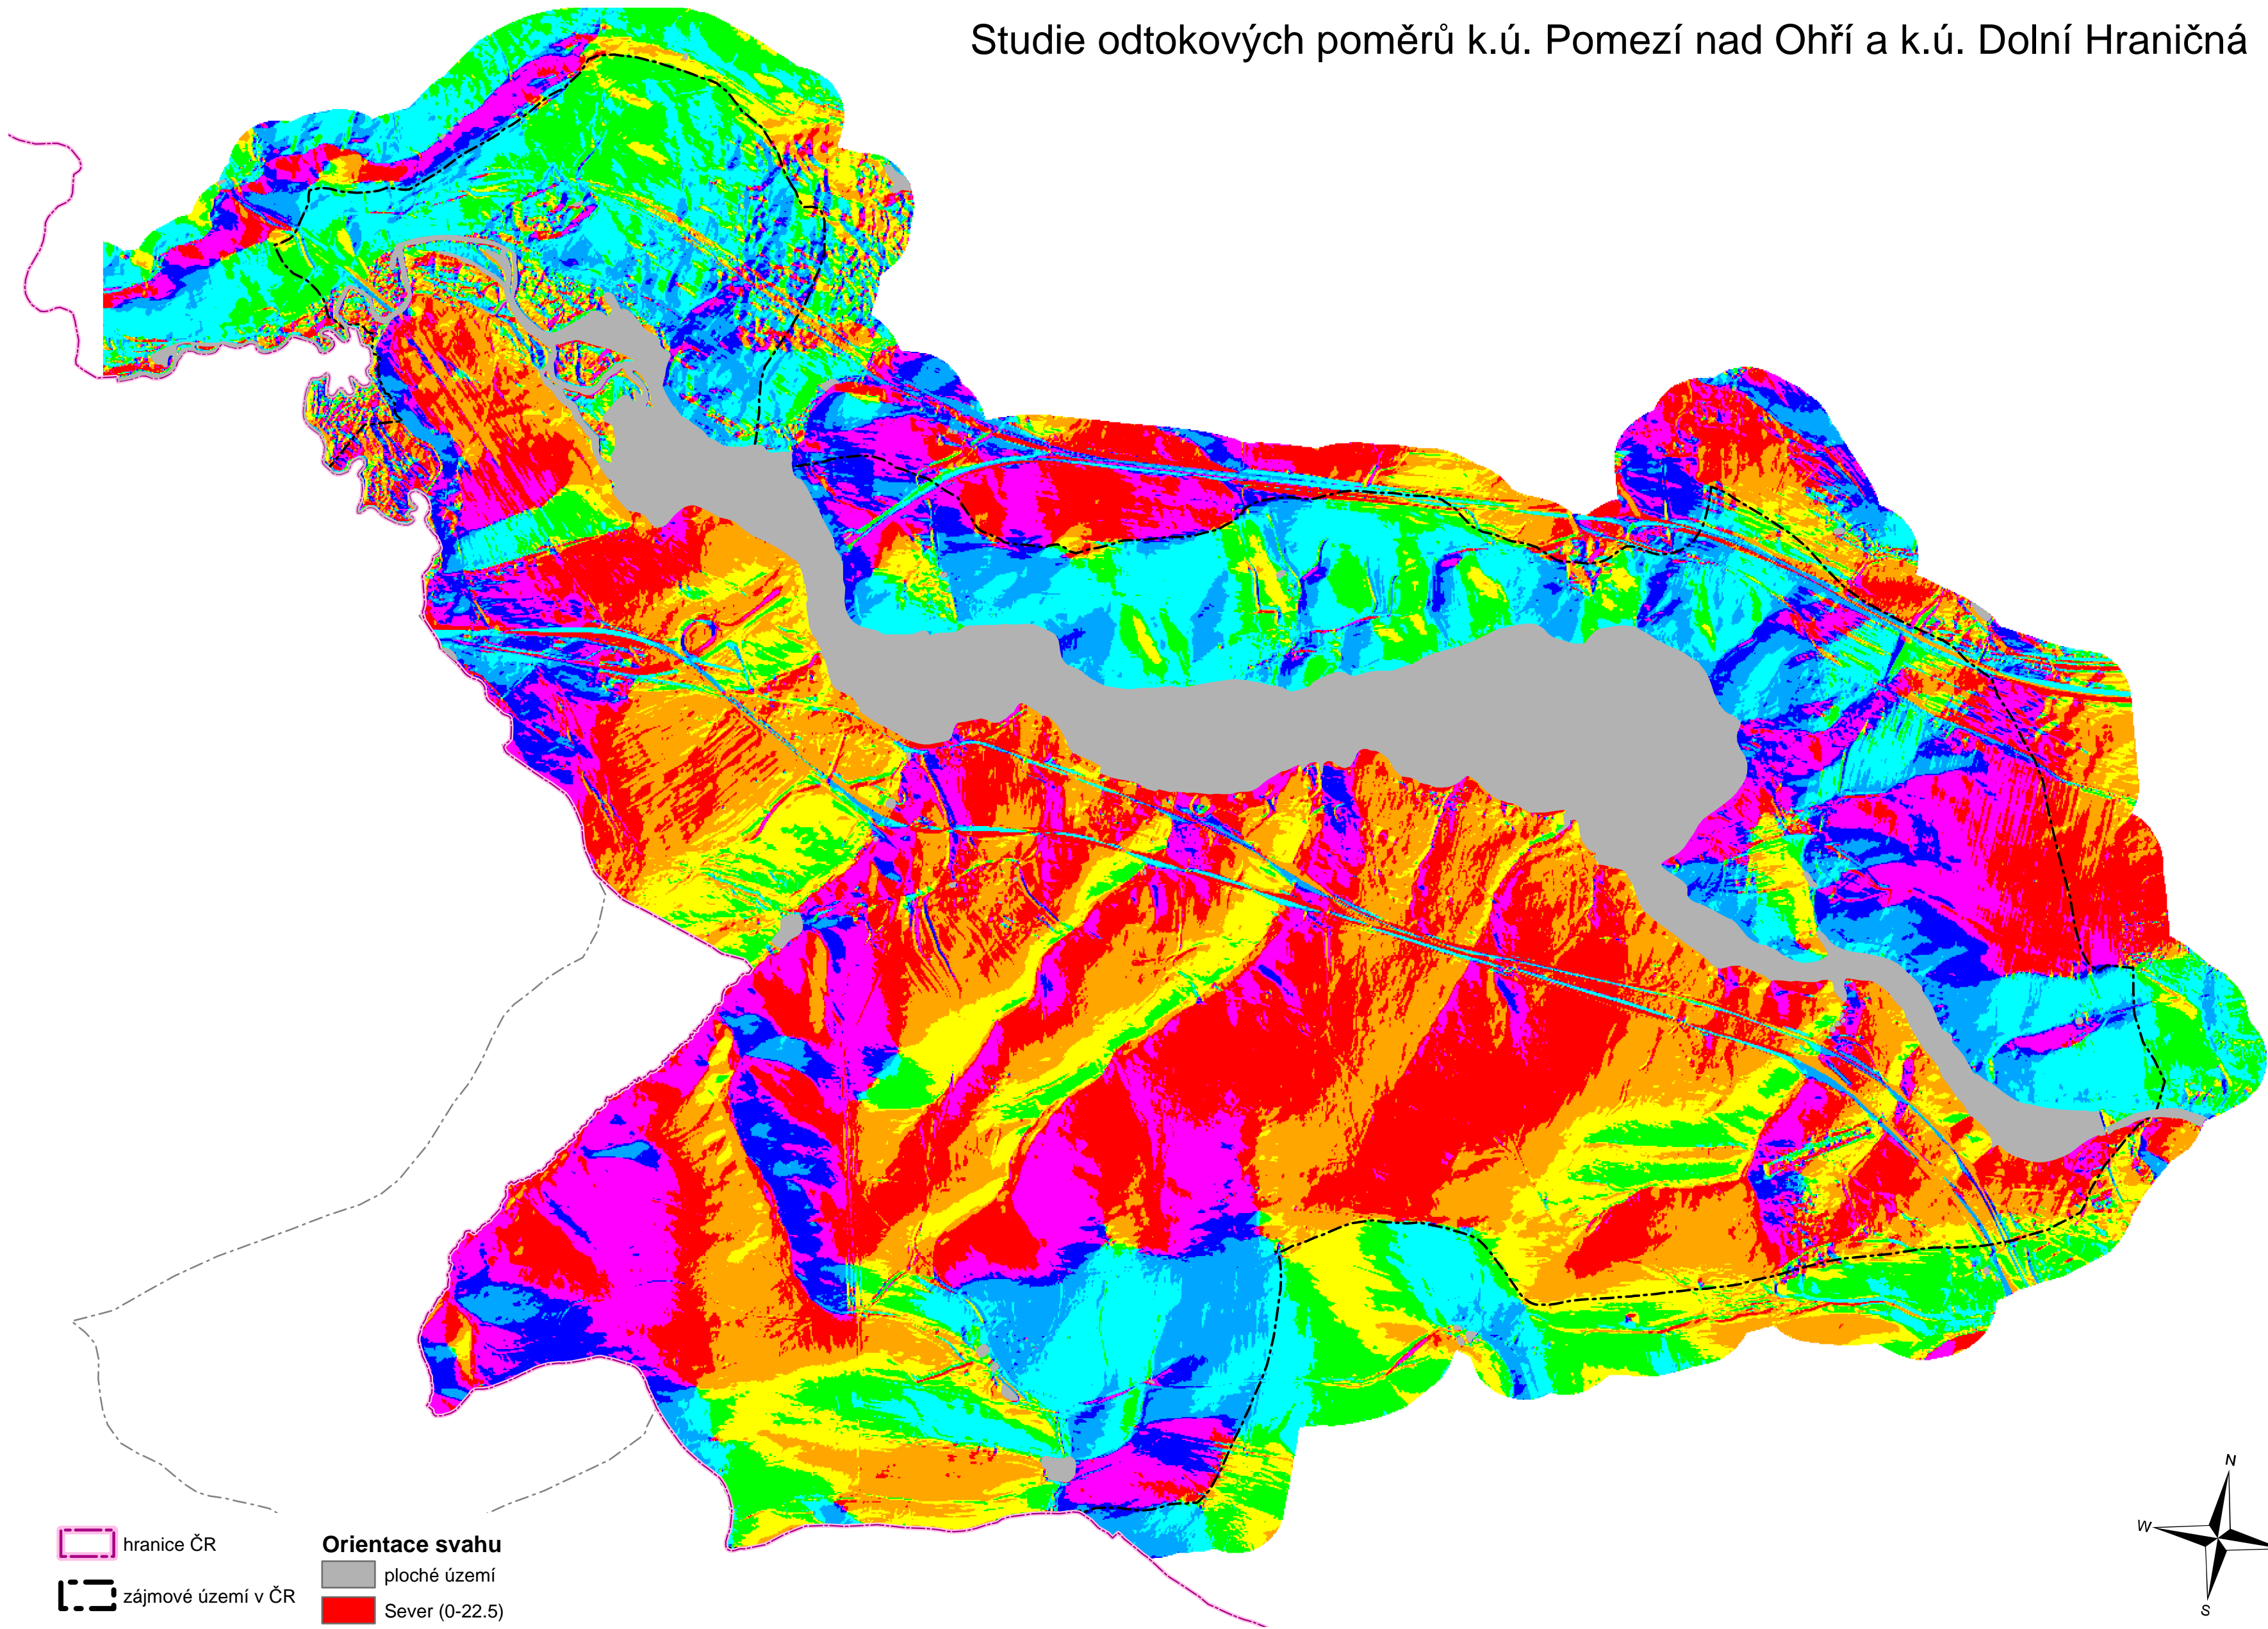 Studie odtokových poměrů k.ú. Pomezí nad Ohří a k.ú. Dolní Hraničná
N
W
S
hranice ČR
zájmové území v ČR
Orientace svahu
ploché území
Sever (0-22.5)